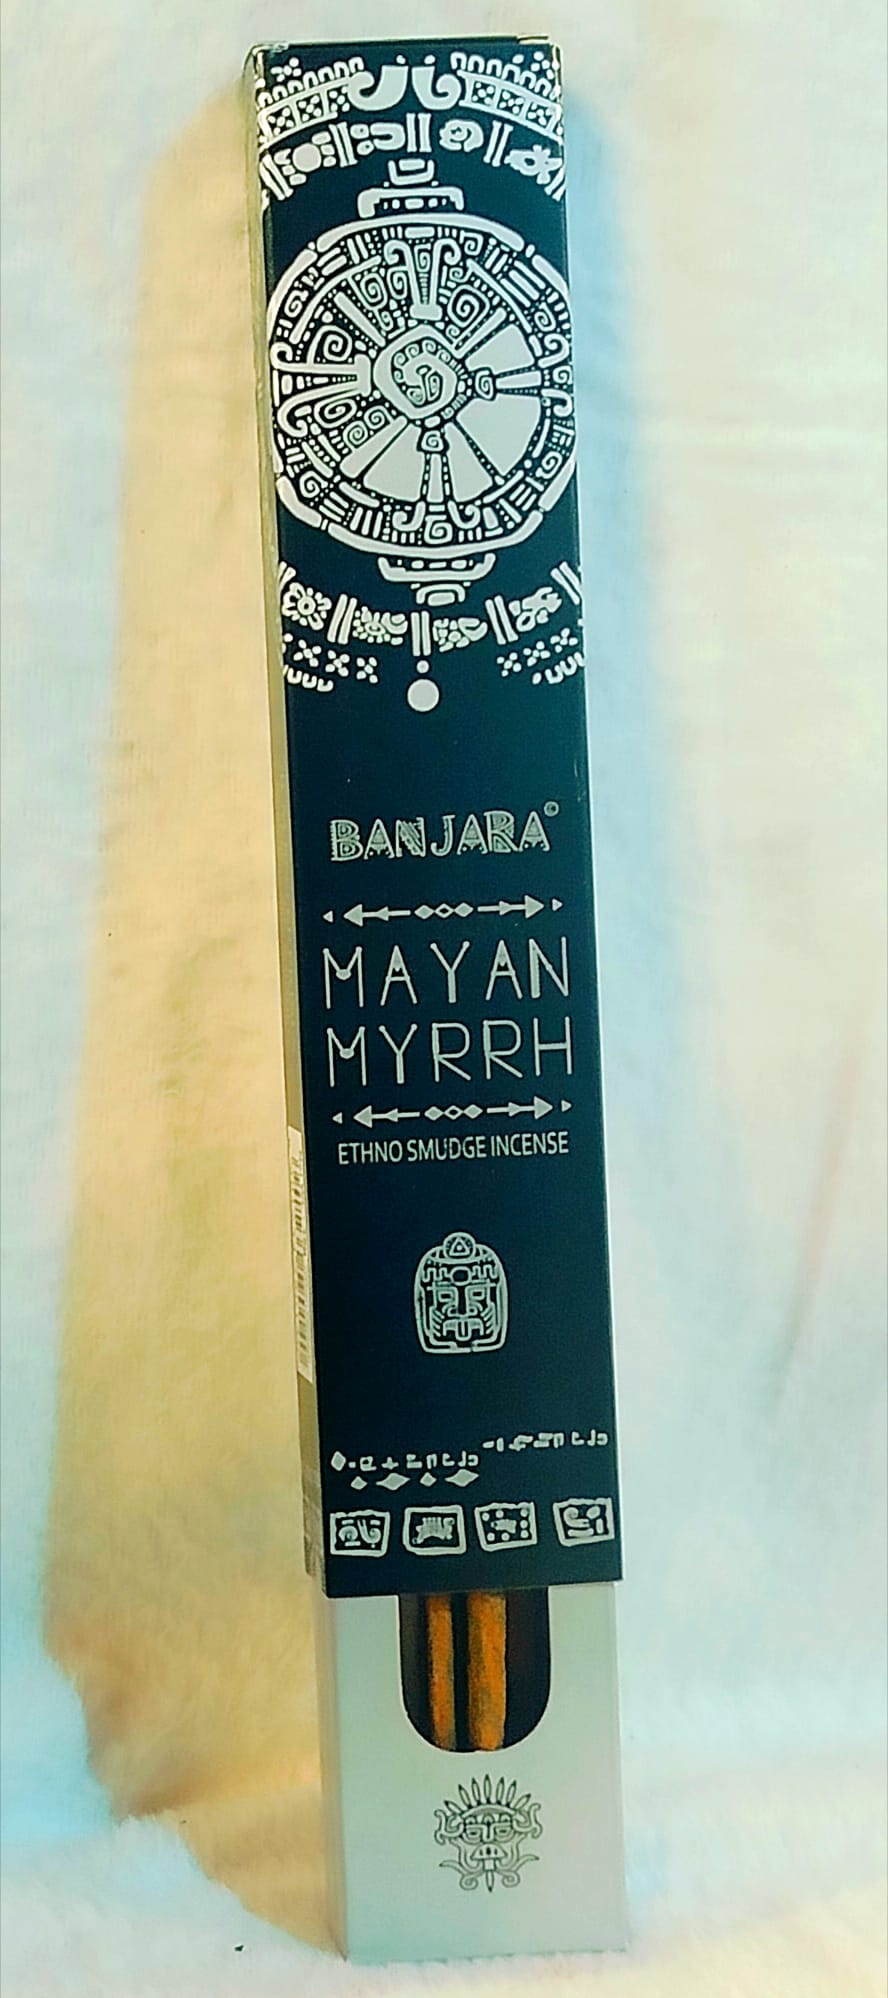 BANJARA©
MAYAN
MYRRH
ETHNO SMUDGE INCENSE